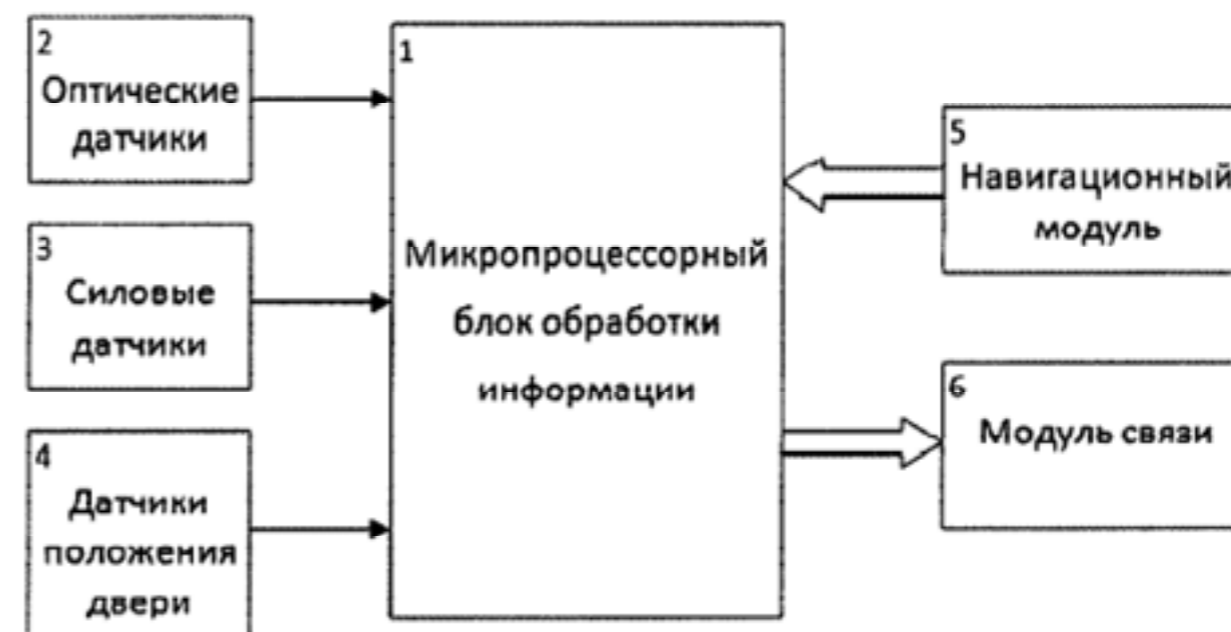 2
Оптические
датчики
3
Силовые
датчики
4
Датчики
положения
двери
1
Микропроцессорный
блок обработки
информации
5
Навигационный
модуль
6
Модуль связи